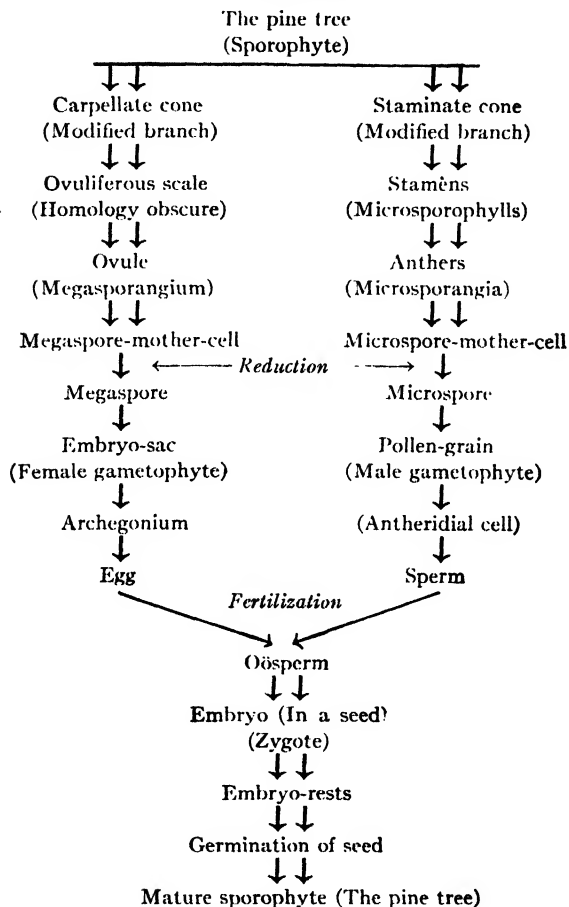 The pine tree
(Sporophyte)
Carpellate cone
(Modified branch)
Ovuliferous scale
(Homology obscure)
Ovule
(Megasporangium)
Megaspore-mother-cell
Megaspore
Embryo-sac
(Female gametophyte)
Archegonium
Egg
Reduction
Staminate cone
(Modified branch)
Stamens
(Microsporophylls)
Anthers
(Microsporangia)
Microspore-mother-cell
Microspore
Pollen-grain
(Male gametophyte)
(Antheridial cell)
Sperm
Fertilization
Oösperm
Embryo (In a seed)
(Zygote)
Embryo-rests
Germination of seed
Mature sporophyte (The pine tree)